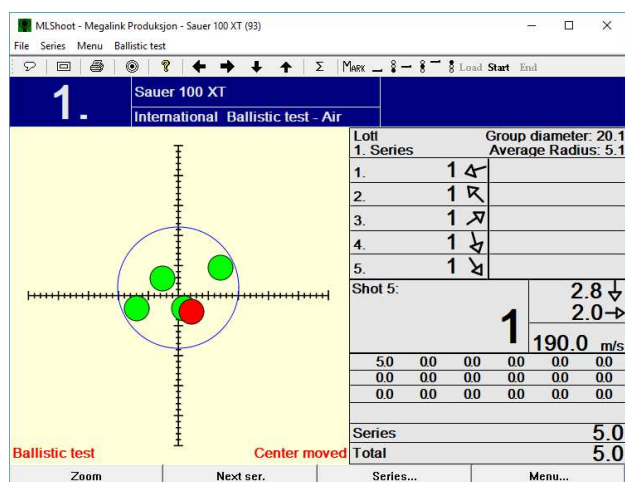 MLShoot - Megalink Produksjon - Sauer 100 XT (93)
File Series Menu Ballistic test
? Σ MARK Load Start End
1.
Sauer 100 XT
International Ballistic test - Air
Lott Group diameter: 20.1
1. Series Average Radius: 5.1
1. 1
2. 1
3. 1
4. 1
5. 1
Shot 5:
1
2.8
2.0
190.0 m/s
5.0 0.0 0.0 0.0 0.0 0.0
0.0 0.0 0.0 0.0 0.0 0.0
0.0 0.0 0.0 0.0 0.0 0.0
Series 5.0
Ballistic test Center moved Total 5.0
Zoom Next ser. Series... Menu...